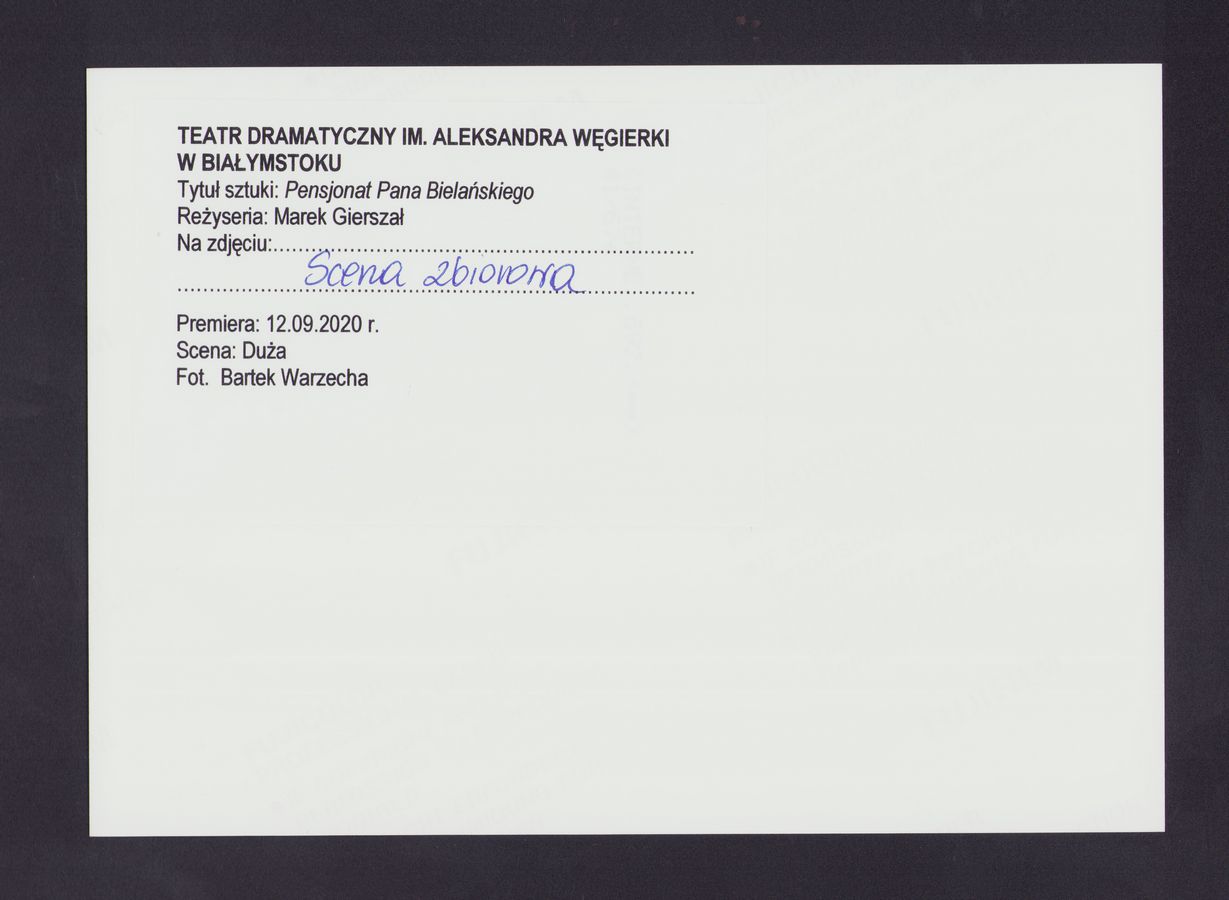 TEATR DRAMATYCZNY IM. ALEKSANDRA WĘGIERKI
W BIAŁYMSTOKU
Tytuł sztuki: Pensjonat Pana Bielańskiego
Reżyseria: Marek Gierszał
Na zdjęciu:......................................................................................
Scena zbiorowa
Premiera: 12.09.2020 r.
Scena: Duża
Fot. Bartek Warzecha